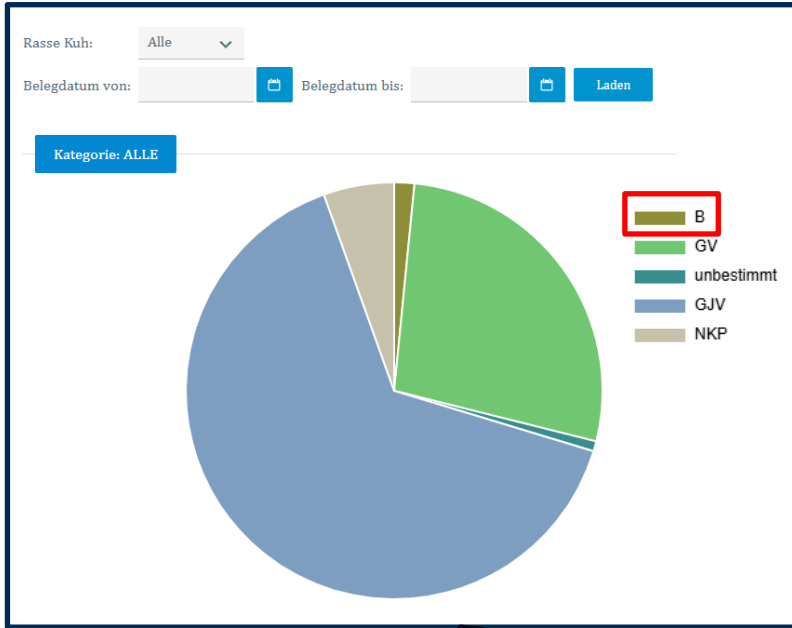 Rasse Kuh: Alle
Belegdatum von: Belegdatum bis: Laden
Kategorie: ALLE
B
GV
unbestimmt
GJV
NKP